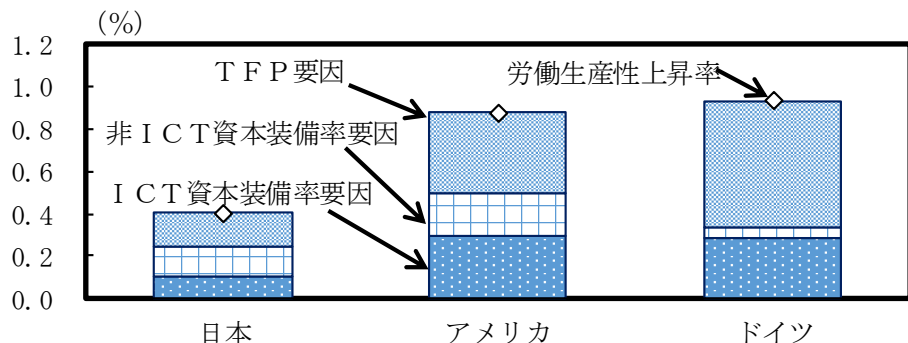 (％)
1.2
1.0
0.8
0.6
0.4
0.2
0.0
ＴＦＰ要因
労働生産性上昇率
非ＩＣＴ資本装備率要因
ＩＣＴ資本装備率要因
日本
アメリカ
ドイツ